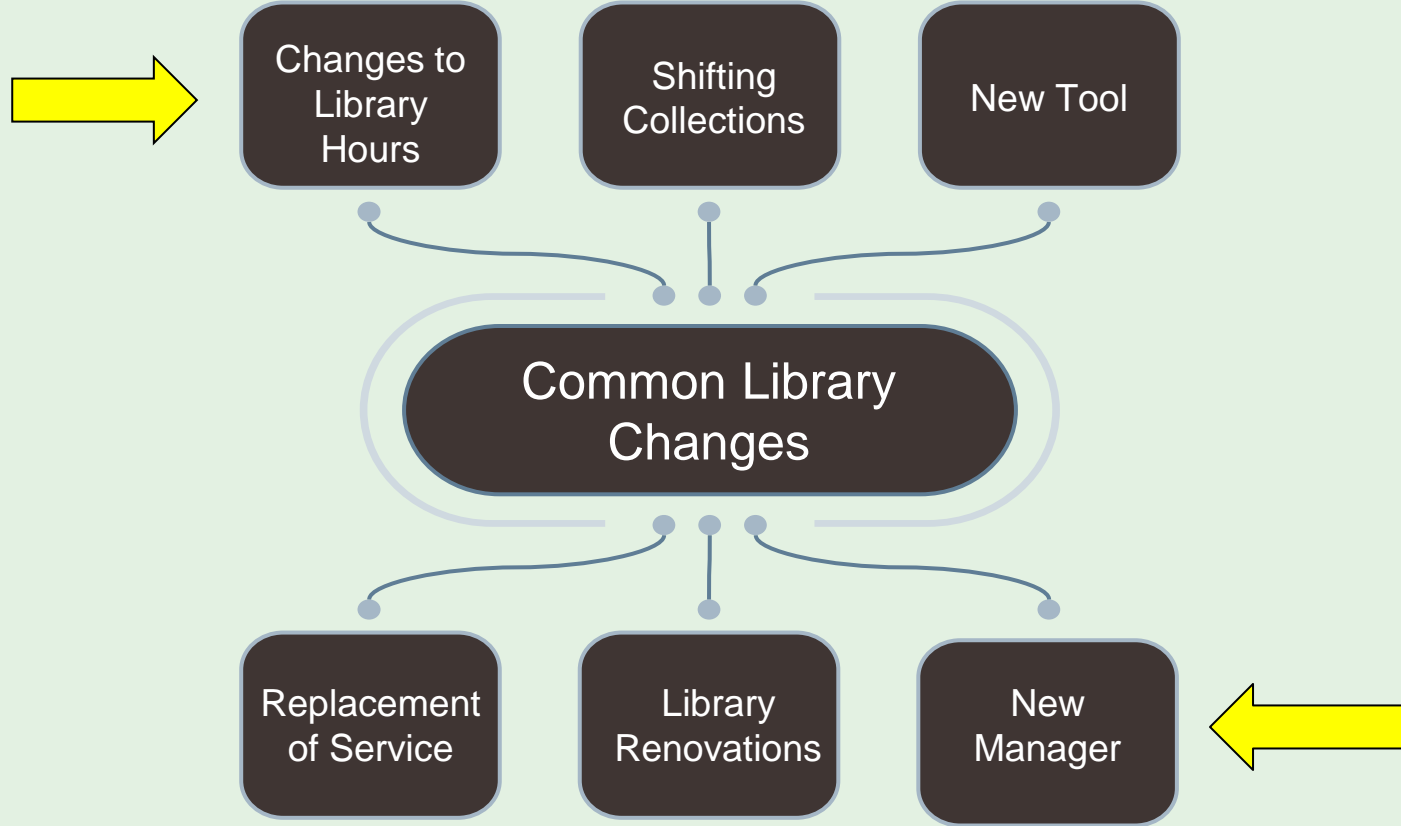 Changes to
Library
Hours
Shifting
Collections
New Tool
Common Library
Changes
Replacement
of Service
Library
Renovations
New
Manager